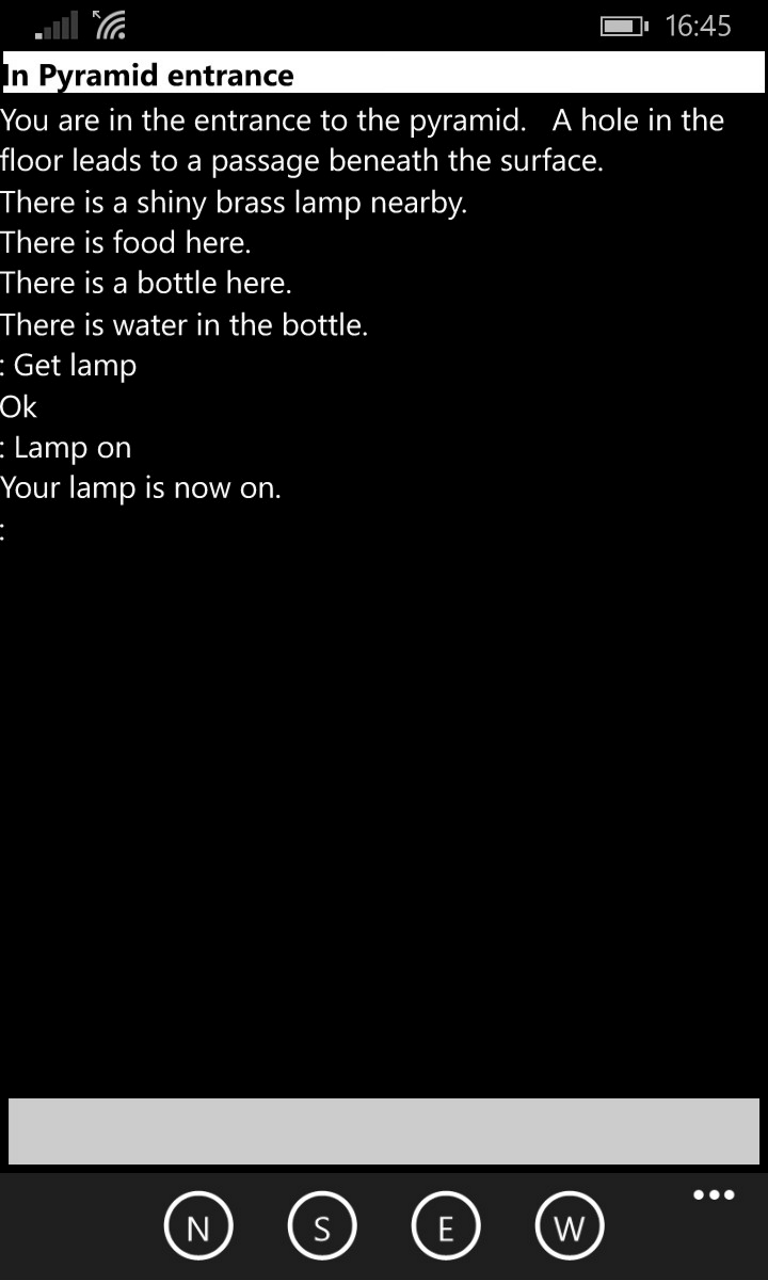 16:45
In Pyramid entrance
You are in the entrance to the pyramid.   A hole in the
floor leads to a passage beneath the surface.
There is a shiny brass lamp nearby.
There is food here.
There is a bottle here.
There is water in the bottle.
: Get lamp
Ok
: Lamp on
Your lamp is now on.
:
N S E W